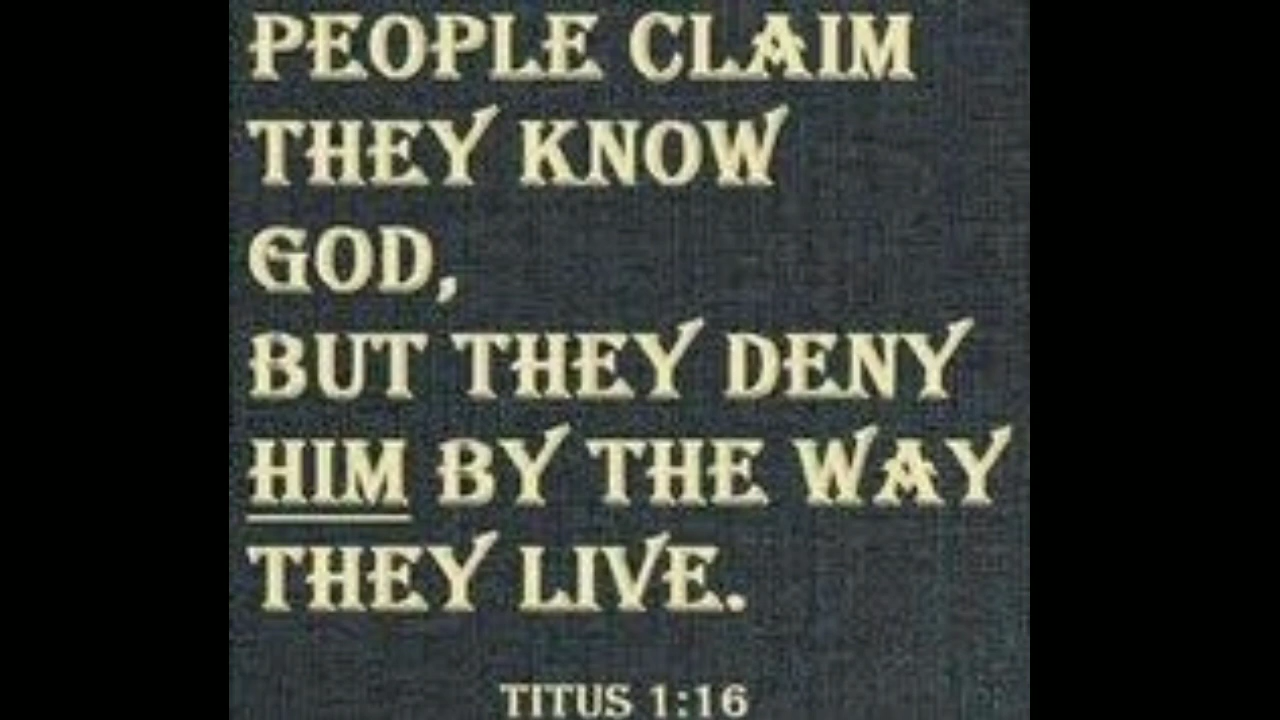 PEOPLE CLAIM
THEY KNOW
GOD,
BUT THEY DENY
HIM BY THE WAY
THEY LIVE.
TITUS 1:16